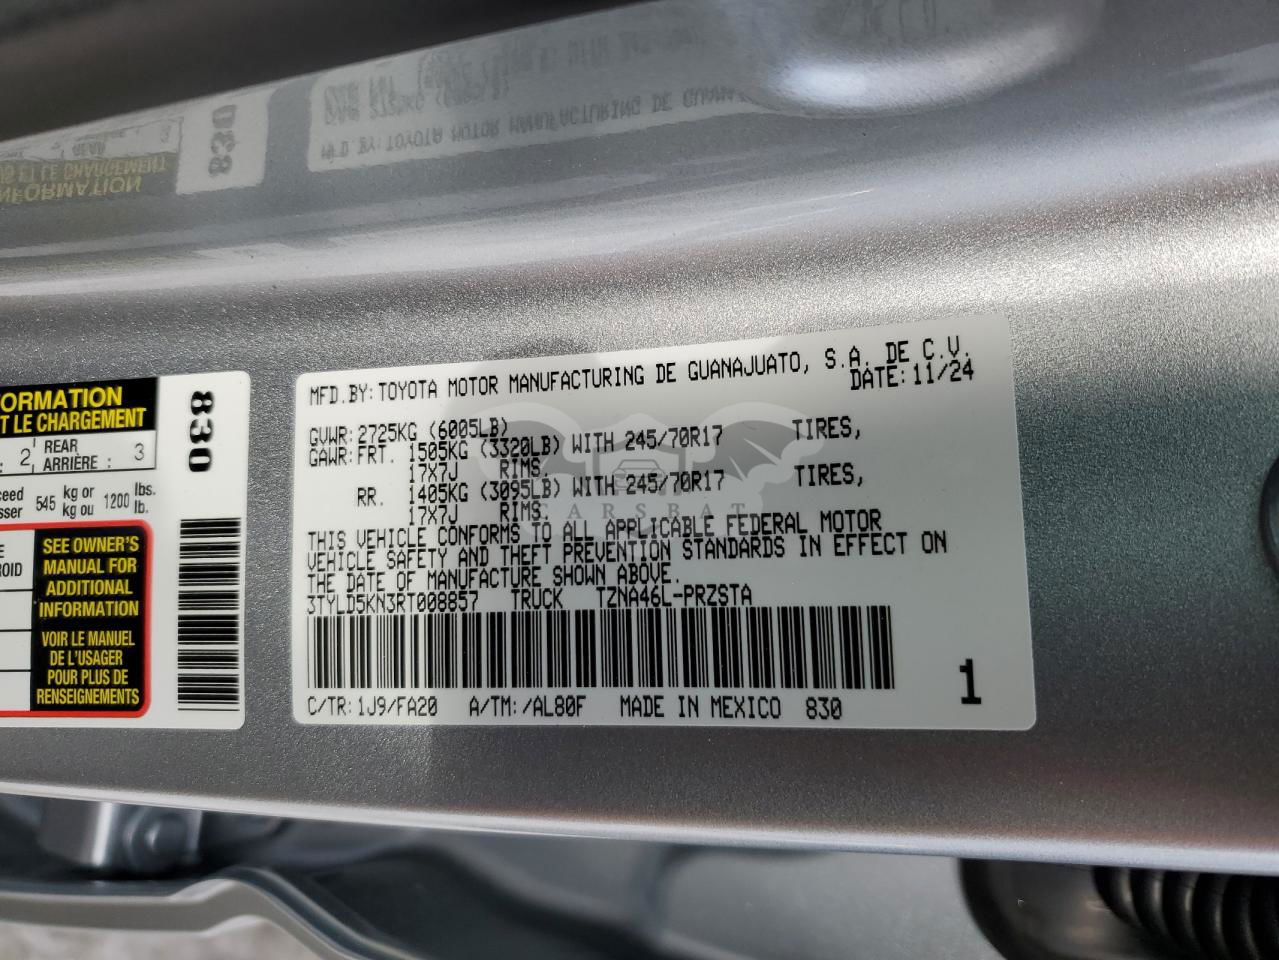 ORMATION
T LE CHARGEMENT
: 2 REAR ARRIÈRE : 3
ceed sser 545 kg or kg ou 1200 lbs. lb.
E
ROID
SEE OWNER'S
MANUAL FOR
ADDITIONAL
INFORMATION
VOIR LE MANUEL
DE L'USAGER
POUR PLUS DE
RENSEIGNEMENTS
830
MFD.BY:TOYOTA MOTOR MANUFACTURING DE GUANAJUATO, S.A. DE C.V.
DATE:11/24
GVWR:2725KG (6005LB)
GAWR:FRT. 1505KG (3320LB) WITH 245/70R17 TIRES,
17X7J RIMS.
RR. 1405KG (3095LB) WITH 245/70R17 TIRES,
17X7J RIMS.
CARSBAT
THIS VEHICLE CONFORMS TO ALL APPLICABLE FEDERAL MOTOR
VEHICLE SAFETY AND THEFT PREVENTION STANDARDS IN EFFECT ON
THE DATE OF MANUFACTURE SHOWN ABOVE.
3TYLD5KN3RT008857 TRUCK TZNA46L-PRZSTA
C/TR:1J9/FA20 A/TM:/AL80F MADE IN MEXICO 830
1